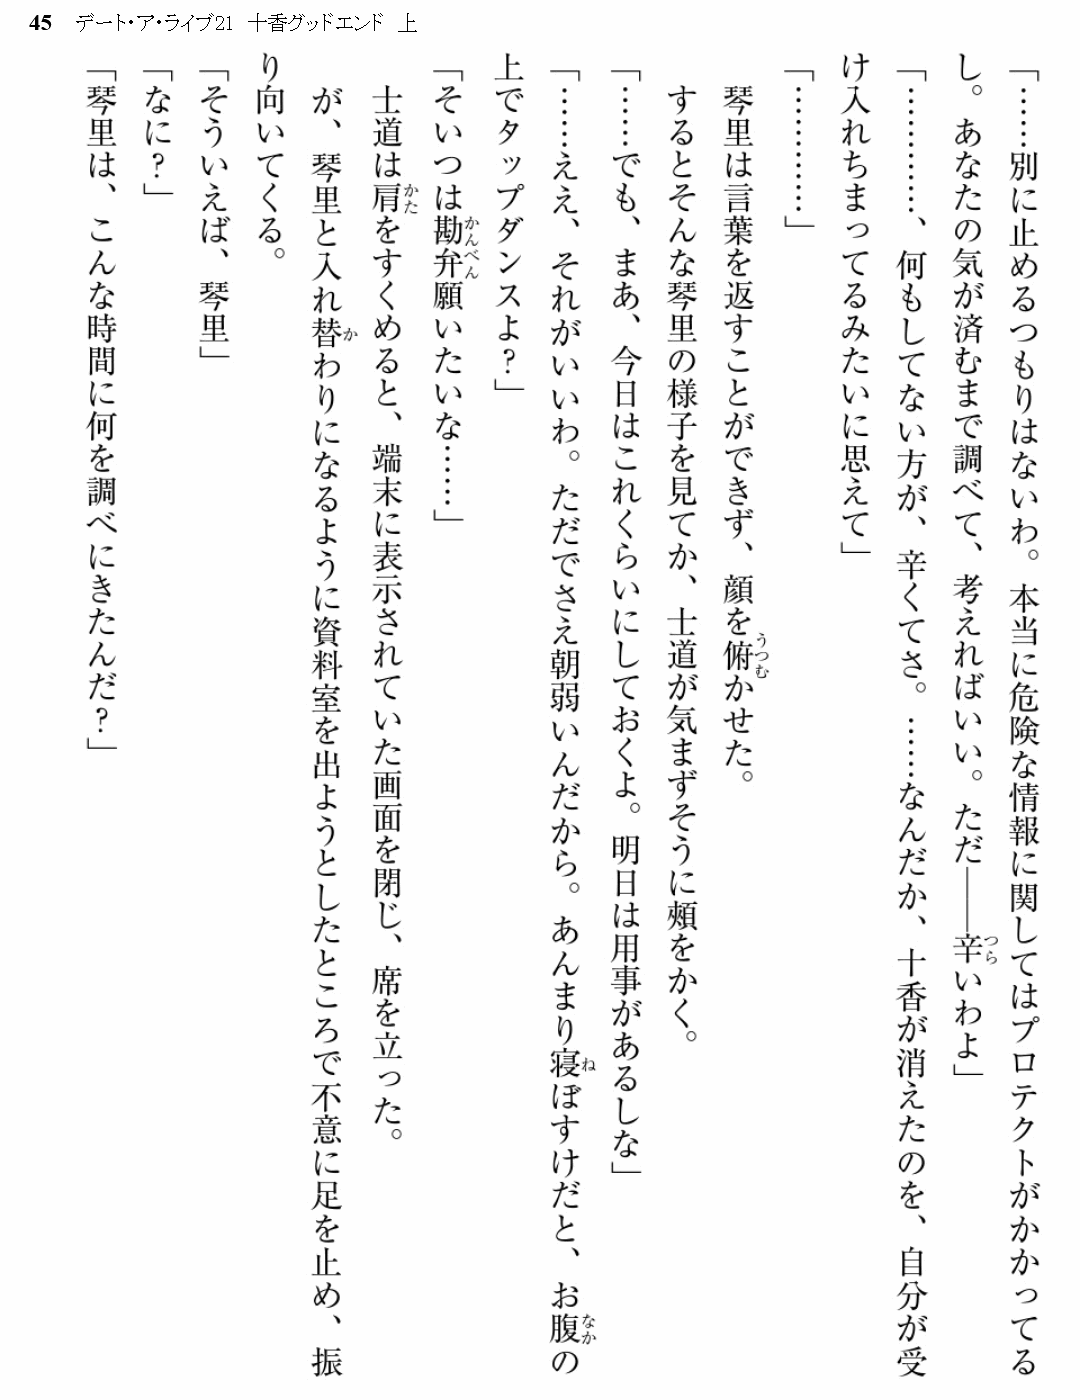 45　デート・ア・ライブ21　十香グッドエンド　上
「……別に止めるつもりはないわ。本当に危険な情報に関してはプロテクトがかかってる
し。あなたの気が済むまで調べて、考えればいい。ただ――辛いわよ」
「…………、何もしてない方が、辛くてさ。……なんだか、十香が消えたのを、自分が受
け入れちまってるみたいに思えて」
「…………」
　琴里は言葉を返すことができず、顔を俯かせた。
　するとそんな琴里の様子を見てか、士道が気まずそうに頰をかく。
「……でも、まあ、今日はこれくらいにしておくよ。明日は用事があるしな」
「……ええ、それがいいわ。ただでさえ朝弱いんだから。あんまり寝ぼすけだと、お腹の
上でタップダンスよ？」
「そいつは勘弁願いたいな……」
　士道は肩をすくめると、端末に表示されていた画面を閉じ、席を立った。
　が、琴里と入れ替わりになるように資料室を出ようとしたところで不意に足を止め、振
り向いてくる。
「そういえば、琴里」
「なに？」
「琴里は、こんな時間に何を調べにきたんだ？」